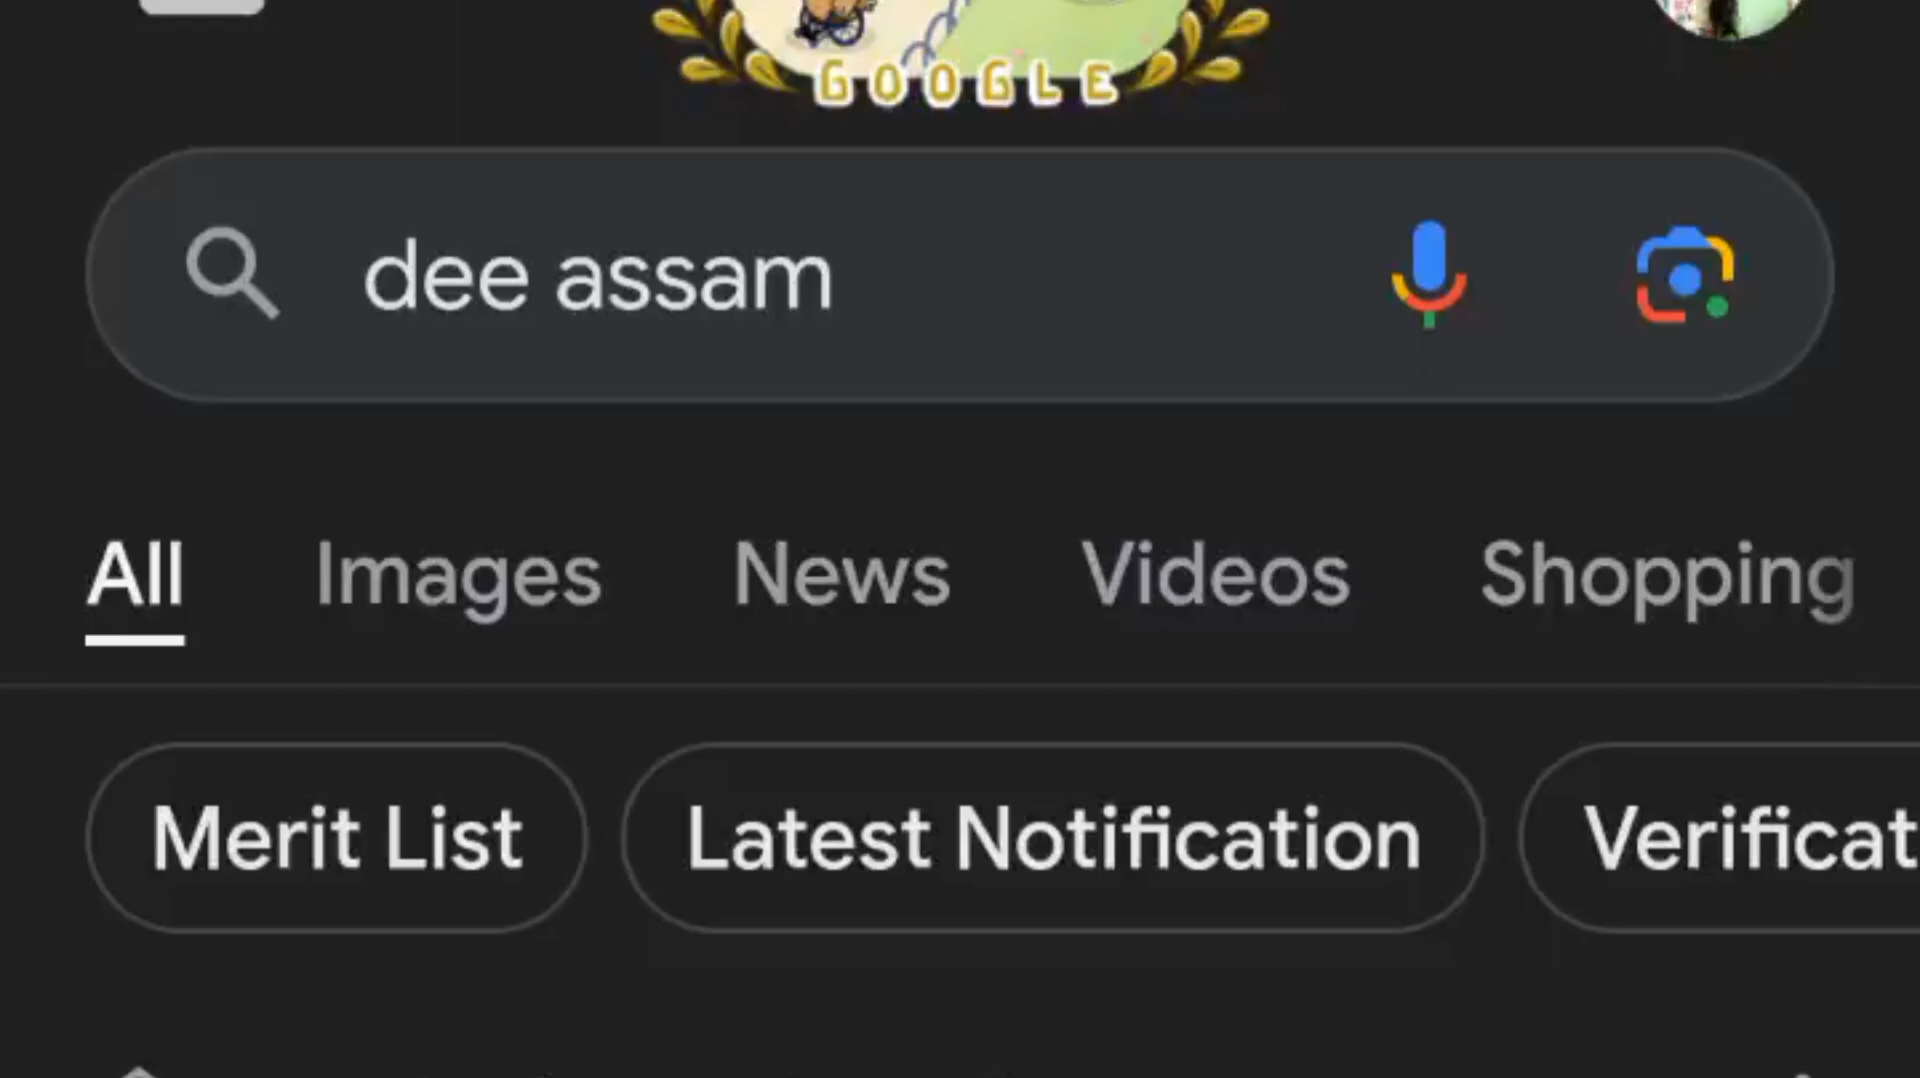 GOOGLE
dee assam
All Images News Videos Shopping
Merit List Latest Notification Verificat